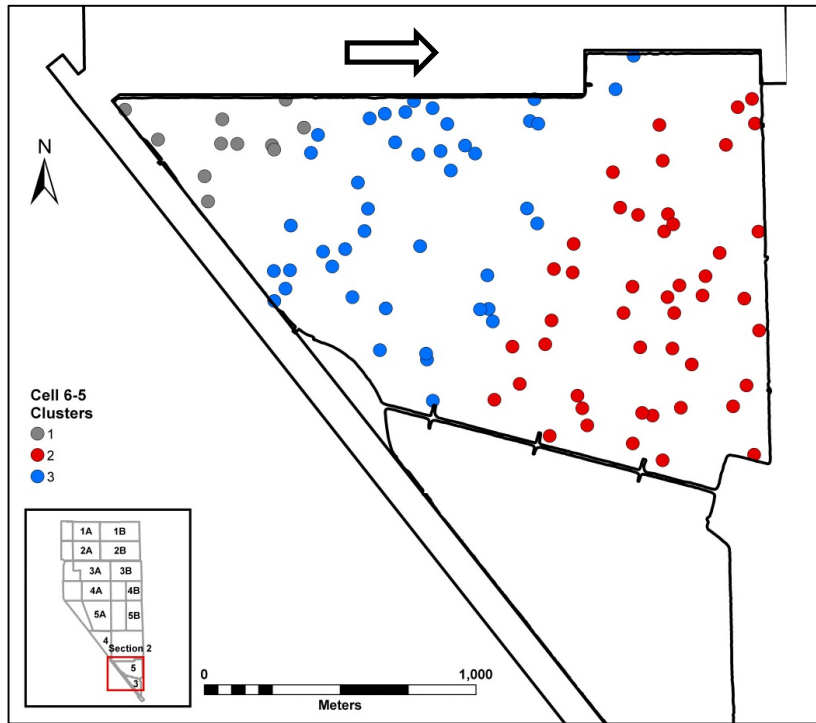 N
Cell 6-5
Clusters
1
2
3
1A 1B
2A 2B
3A 3B
4A 4B
5A 5B
4
Section 2
5
3
0 1,000
Meters